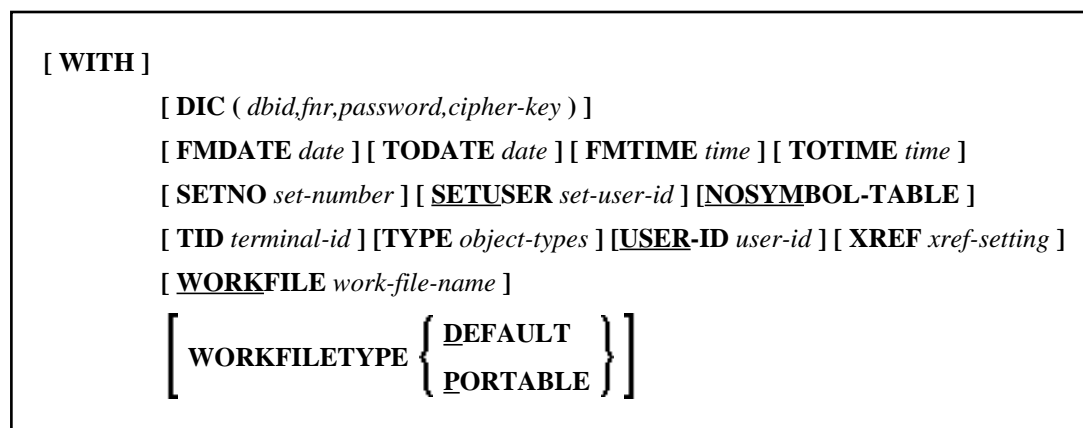 [ WITH ]
[ DIC ( dbid,fnr,password,cipher-key ) ]
[ FMDATE date ] [ TODATE date ] [ FMTIME time ] [ TOTIME time ]
[ SETNO set-number ] [ SETUSER set-user-id ] [NOSYMBOL-TABLE ]
[ TID terminal-id ] [TYPE object-types ] [USER-ID user-id ] [ XREF xref-setting ]
[ WORKFILE work-file-name ]
[ WORKFILETYPE { DEFAULT
PORTABLE } ]